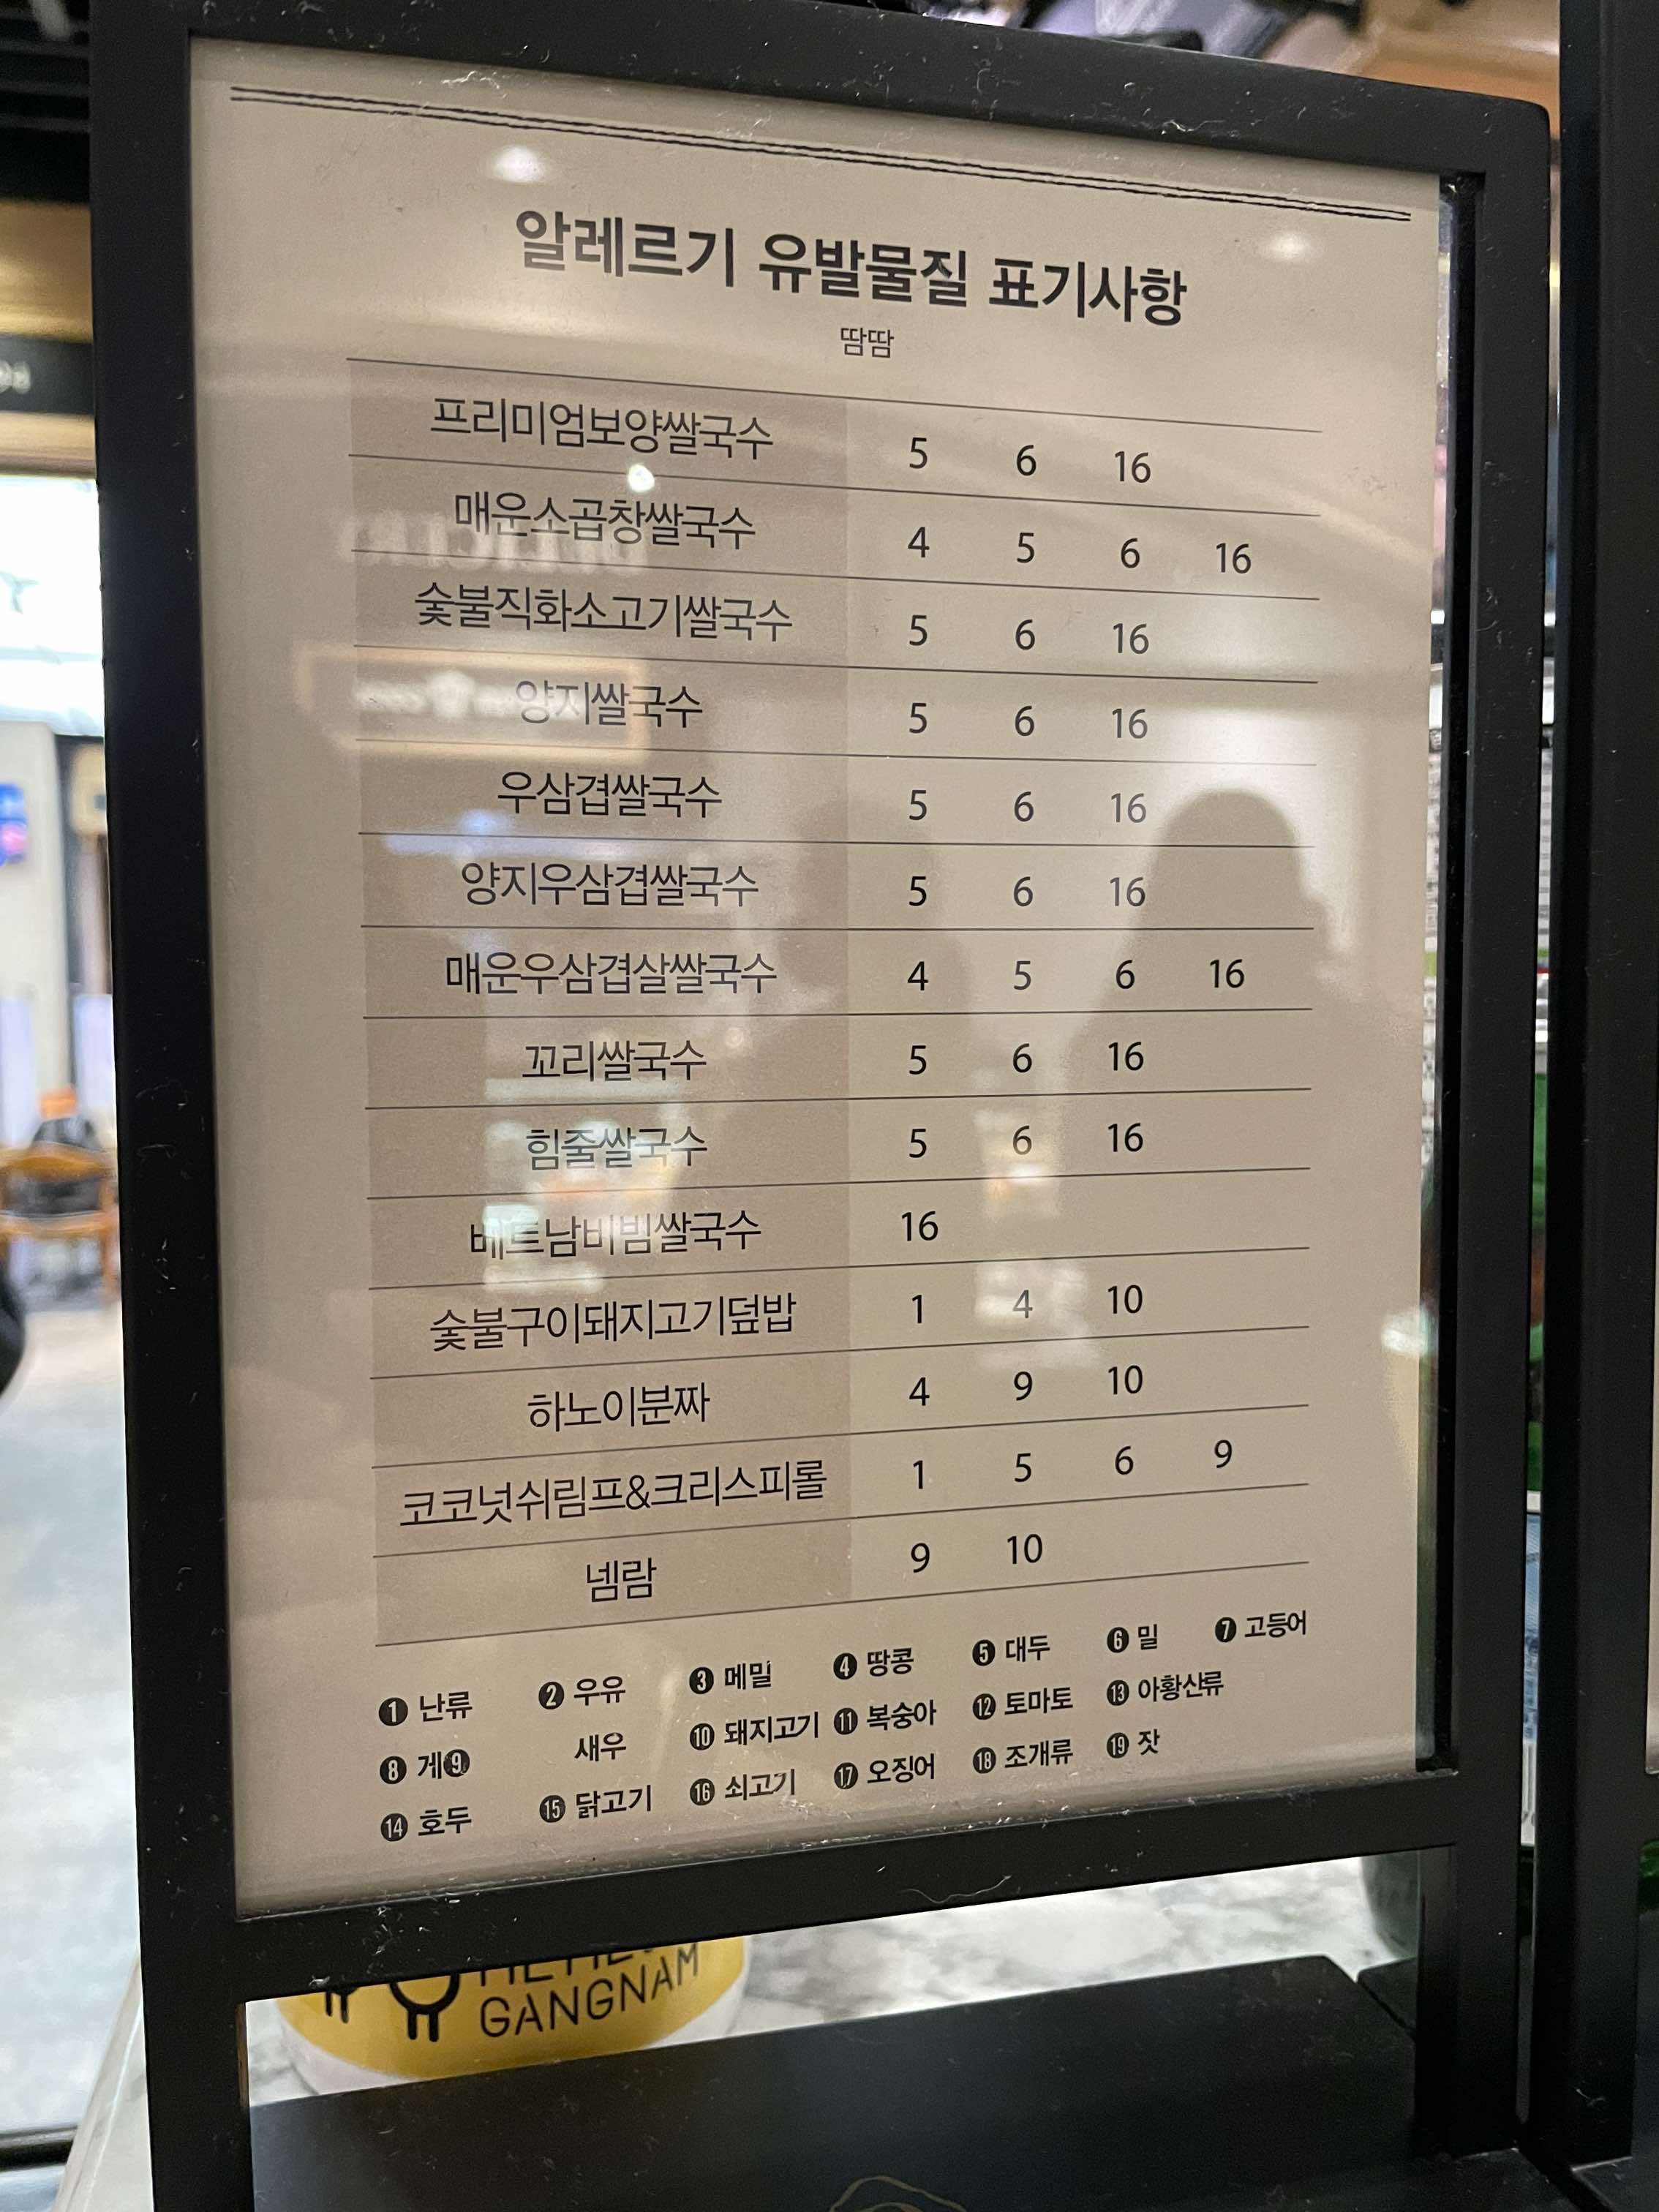 알레르기 유발물질 표기사항
땀땀
프리미엄보양쌀국수 5 6 16
매운소곱창쌀국수 4 5 6 16
숯불직화소고기쌀국수 5 6 16
양지쌀국수 5 6 16
우삼겹쌀국수 5 6 16
양지우삼겹쌀국수 5 6 16
매운우삼겹살쌀국수 4 5 6 16
꼬리쌀국수 5 6 16
힘줄쌀국수 5 6 16
베트남비빔쌀국수 16
숯불구이돼지고기덮밥 1 4 10
하노이분짜 4 9 10
코코넛쉬림프&크리스피롤 1 5 6 9
넴람 9 10
❶ 난류 ❷ 우유 ❸ 메밀 ❹ 땅콩 ❺ 대두 ❻ 밀 ❼ 고등어
❽ 게❾ 새우 ❿ 돼지고기 ⓫ 복숭아 ⓬ 토마토 ⓭ 아황산류
⓮ 호두 ⓯ 닭고기 ⓰ 쇠고기 ⓱ 오징어 ⓲ 조개류 ⓳ 잣
GANGNAM